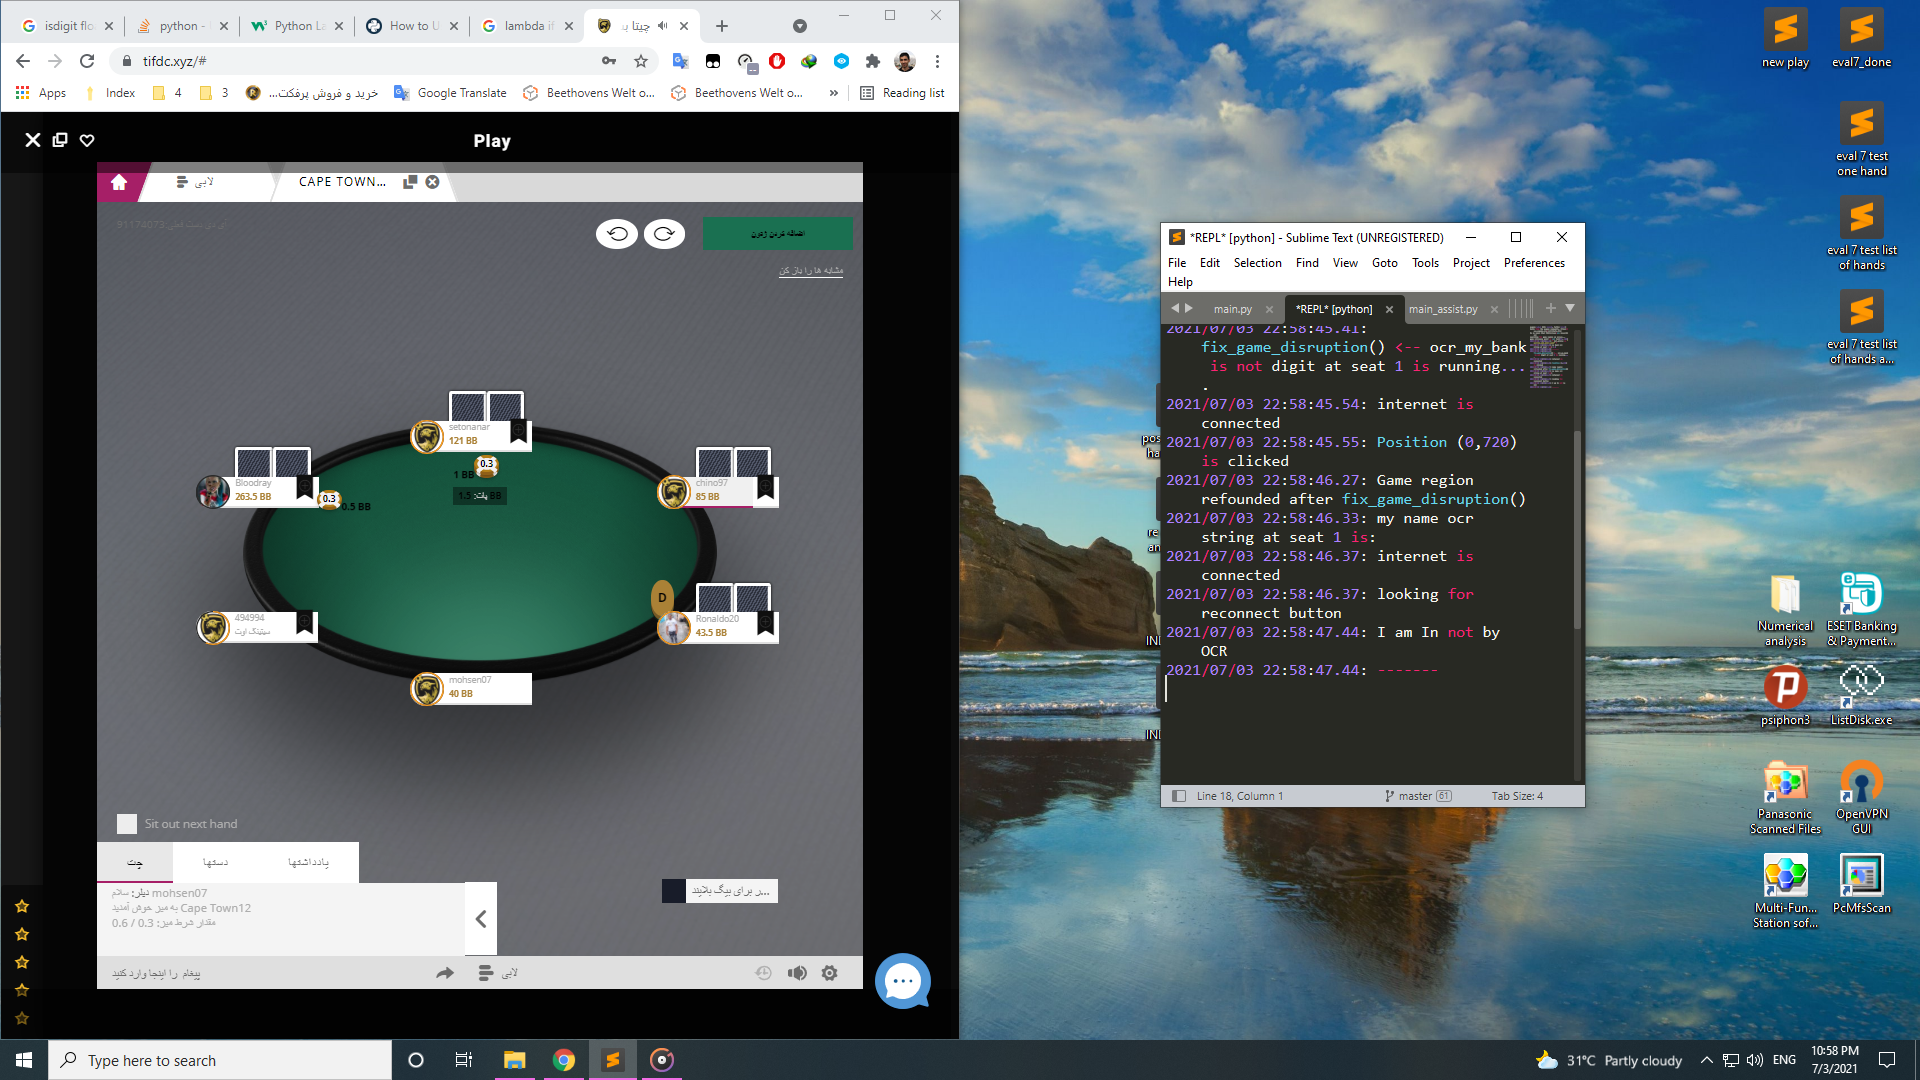 isdigit flo
python -
Python La
How to U
lambda if
چیتا ب
tifdc.xyz/#
Apps
Index
4
3
خرید و فروش پرفکت...
Google Translate
Beethovens Welt o...
Beethovens Welt o...
»
Reading list
Play
لابی
CAPE TOWN...
91174073
اضافه کردن ژتون
مشابه ها را باز کن
setonanar
121 BB
0.3
1 BB
پات: 1.5 BB
Bloodray
263.5 BB
0.3
0.5 BB
chino97
85 BB
D
Ronaldo20
43.5 BB
494994
سیتینگ اوت
mohsen07
40 BB
Sit out next hand
چت
دستها
یادداشتها
دیلر: سلام mohsen07
به میز خوش آمدید Cape Town12
مقدار شرط میز: 0.3 / 0.6
...ر برای بیگ بلایند
پیغام را اینجا وارد کنید
لابی
*REPL* [python] - Sublime Text (UNREGISTERED)
File Edit Selection Find View Goto Tools Project Preferences
Help
main.py
*REPL* [python]
main_assist.py
2021/07/03 22:58:45.41:
fix_game_disruption() <-- ocr_my_bank
is not digit at seat 1 is running...
.
2021/07/03 22:58:45.54: internet is
connected
2021/07/03 22:58:45.55: Position (0,720)
is clicked
2021/07/03 22:58:46.27: Game region
refounded after fix_game_disruption()
2021/07/03 22:58:46.33: my name ocr
string at seat 1 is:
2021/07/03 22:58:46.37: internet is
connected
2021/07/03 22:58:46.37: looking for
reconnect button
2021/07/03 22:58:47.44: I am In not by
OCR
2021/07/03 22:58:47.44: -------
Line 18, Column 1
master 61
Tab Size: 4
new play
eval7_done
eval 7 test
one hand
eval 7 test list
of hands
eval 7 test list
of hands a...
Numerical
analysis
ESET Banking
& Payment...
psiphon3
ListDisk.exe
Panasonic
Scanned Files
OpenVPN
GUI
Multi-Fun...
Station sof...
PcMfsScan
Type here to search
31°C Partly cloudy
ENG
10:58 PM
7/3/2021